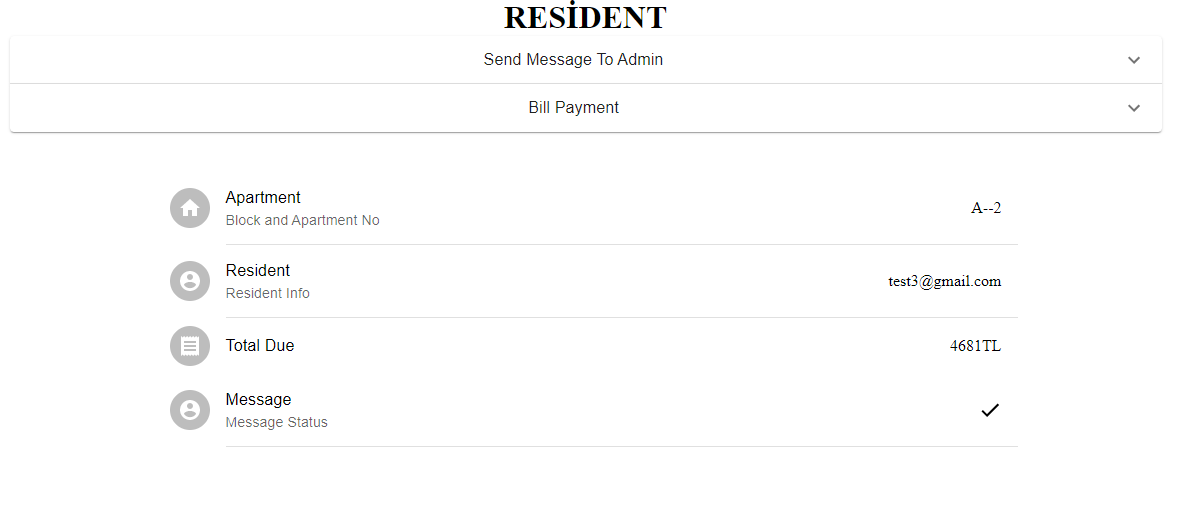 RESİDENT
Send Message To Admin
Bill Payment
Apartment
Block and Apartment No
A--2
Resident
Resident Info
test3@gmail.com
Total Due
4681TL
Message
Message Status